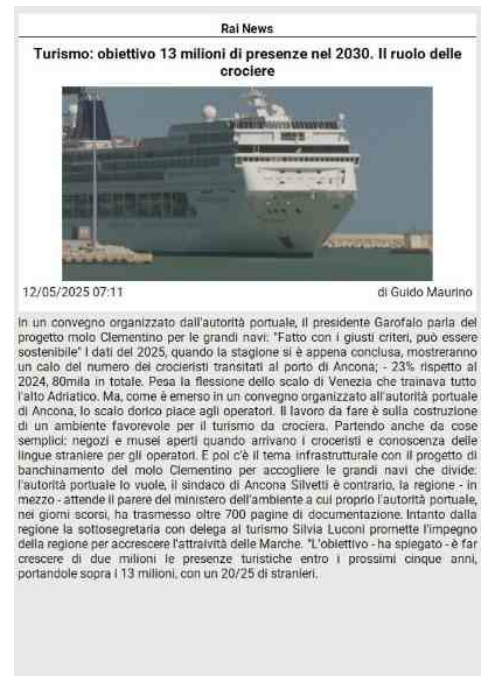 Rai News
Turismo: obiettivo 13 milioni di presenze nel 2030. Il ruolo delle
crociere
12/05/2025 07:11
di Guido Maurino
In un convegno organizzato dall'autorità portuale, il presidente Garofalo parla del
progetto molo Clementino per le grandi navi: "Fatto con i giusti criteri, può essere
sostenibile" I dati del 2025, quando la stagione si è appena conclusa, mostreranno
un calo del numero dei crocieristi transitati al porto di Ancona; - 23% rispetto al
2024, 80mila in totale. Pesa la flessione dello scalo di Venezia che trainava tutto
l'alto Adriatico. Ma, come è emerso in un convegno organizzato all'autorità portuale
di Ancona, lo scalo dorico piace agli operatori. Il lavoro da fare è sulla costruzione
di un ambiente favorevole per il turismo da crociera. Partendo anche da cose
semplici: negozi e musei aperti quando arrivano i croceristi e conoscenza delle
lingue straniere per gli operatori. E poi c'è il tema infrastrutturale con il progetto di
banchinamento del molo Clementino per accogliere le grandi navi che divide:
l'autorità portuale lo vuole, il sindaco di Ancona Silvetti è contrario, la regione - in
mezzo - attende il parere del ministero dell'ambiente a cui proprio l'autorità portuale,
nei giorni scorsi, ha trasmesso oltre 700 pagine di documentazione. Intanto dalla
regione la sottosegretaria con delega al turismo Silvia Luconi promette l'impegno
della regione per accrescere l'attraività delle Marche. "L'obiettivo - ha spiegato - è far
crescere di due milioni le presenze turistiche entro i prossimi cinque anni,
portandole sopra i 13 milioni, con un 20/25 di stranieri.